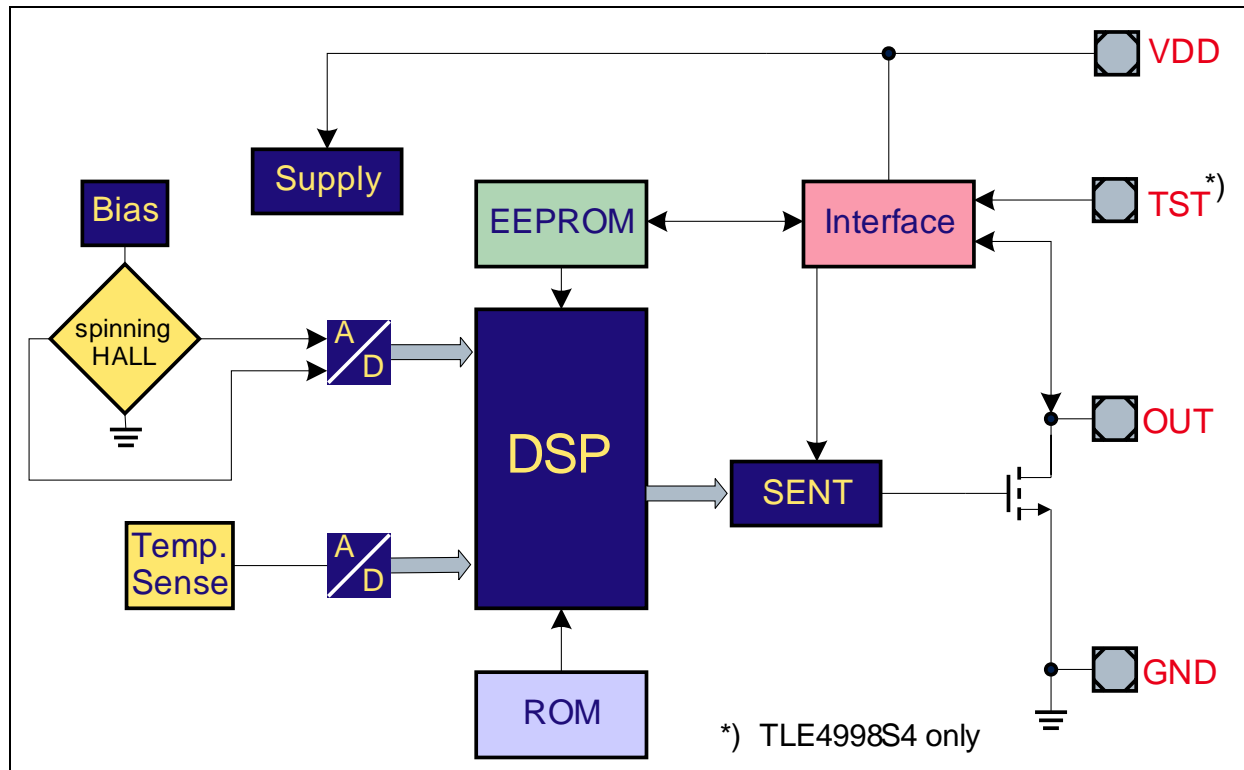 VDD
Supply
Bias
EEPROM
Interface
TST*)
spinning
HALL
A
D
DSP
OUT
SENT
Temp.
Sense
A
D
ROM
GND
*) TLE4998S4 only